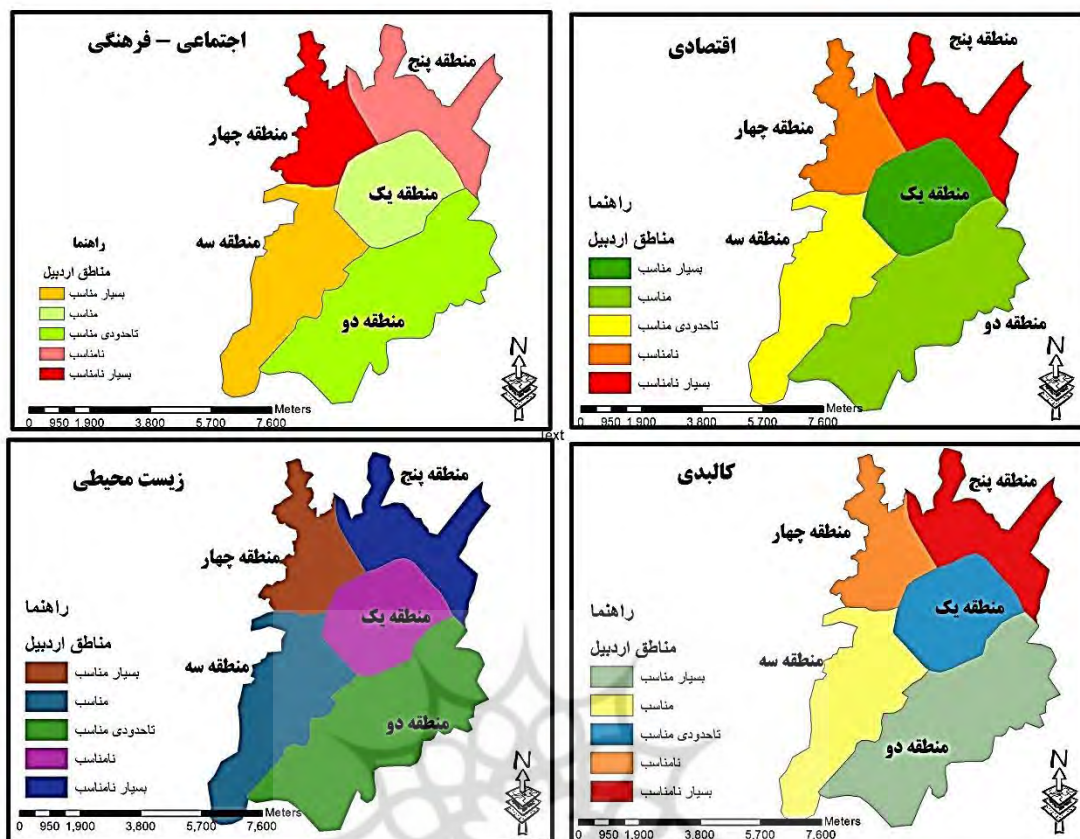 اجتماعی – فرهنگی
منطقه پنج
منطقه چهار
منطقه یک
منطقه سه
منطقه دو
راهنما
مناطق اردبیل
بسیار مناسب
مناسب
تاحدودی مناسب
نامناسب
بسیار نامناسب
N
Meters
0 950 1.900 3.800 5.700 7.600
اقتصادی
منطقه پنج
منطقه چهار
منطقه یک
منطقه سه
منطقه دو
راهنما
مناطق اردبیل
بسیار مناسب
مناسب
تاحدودی مناسب
نامناسب
بسیار نامناسب
N
Meters
0 950 1.900 3.800 5.700 7.600
Text
زیست محیطی
منطقه پنج
منطقه چهار
منطقه یک
منطقه سه
منطقه دو
راهنما
مناطق اردبیل
بسیار مناسب
مناسب
تاحدودی مناسب
نامناسب
بسیار نامناسب
N
Meters
0 950 1,900 3,800 5,700 7,600
کالبدی
منطقه پنج
منطقه چهار
منطقه یک
منطقه سه
منطقه دو
راهنما
مناطق اردبیل
بسیار مناسب
مناسب
تاحدودی مناسب
نامناسب
بسیار نامناسب
N
Meters
0 950 1.900 3.800 5.700 7.600